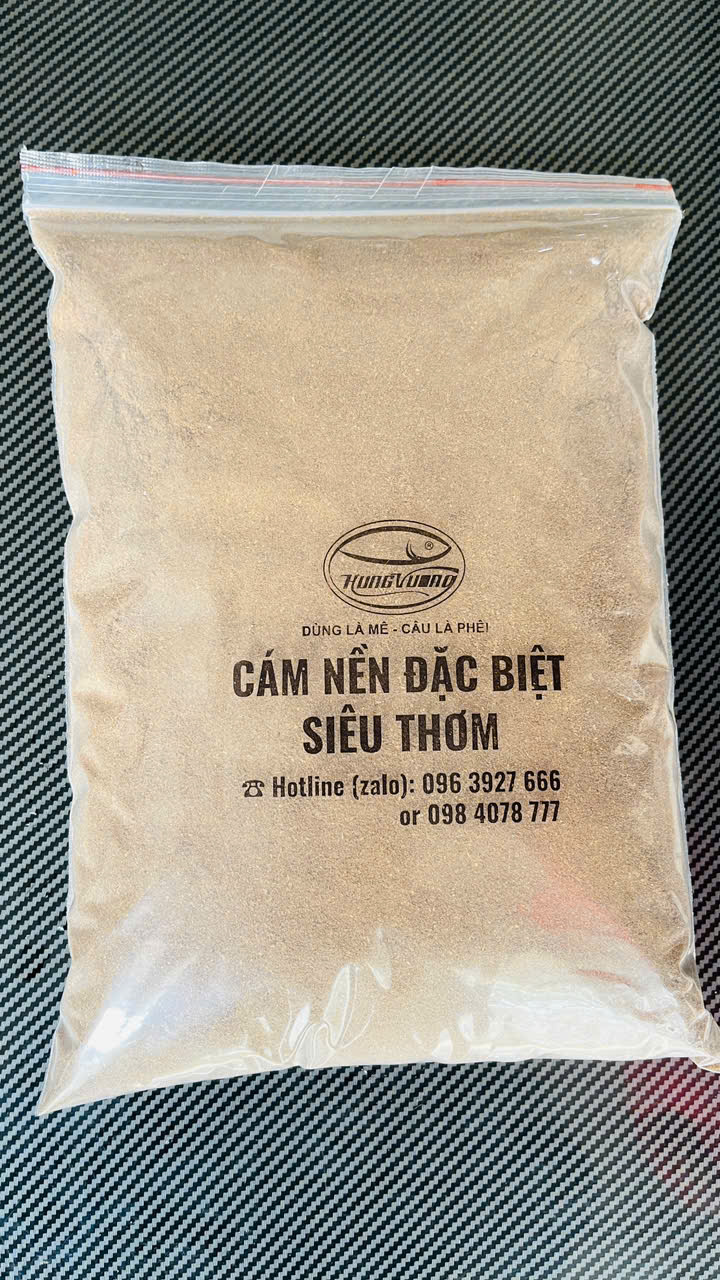 ®
HungVuong
DÙNG LÀ MÊ - CÂU LÀ PHÊ!
CÁM NỀN ĐẶC BIỆT
SIÊU THƠM
☎ Hotline (zalo): 096 3927 666
or 098 4078 777